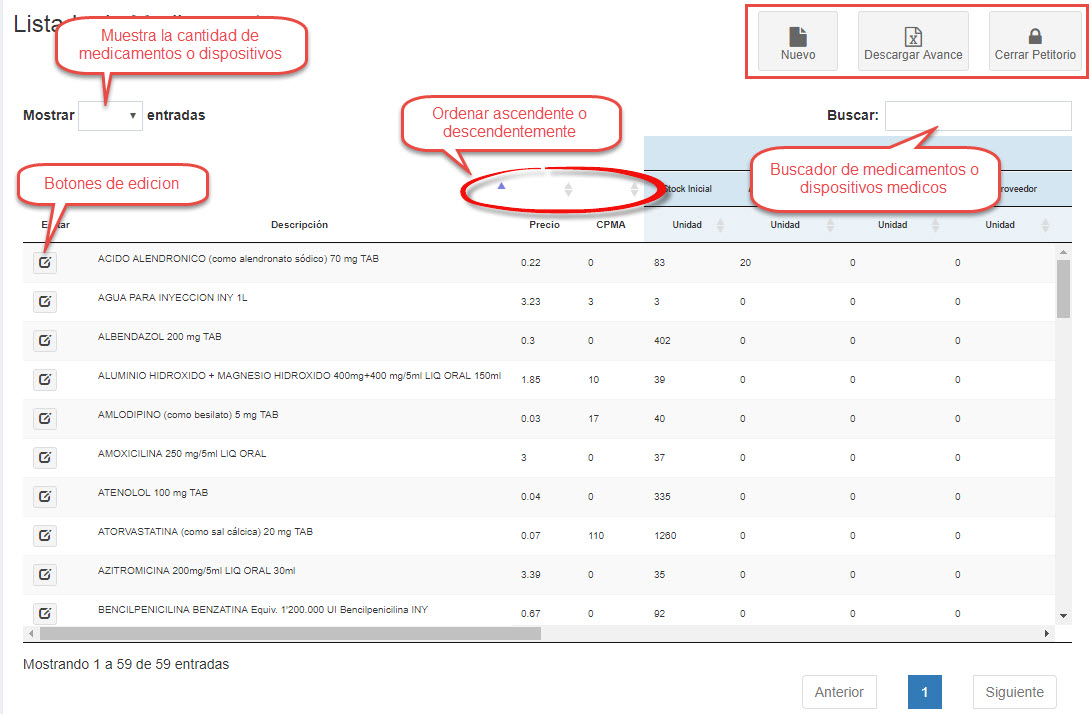 Muestra la cantidad de
medicamentos o dispositivos
Nuevo
Descargar Avance
Cerrar Petitorio
Mostrar
entradas
Buscar:
Ordenar ascendente o
descendentemente
Buscador de medicamentos o
dispositivos medicos
Botones de edicion
Stock Inicial
Descripción Precio CPMA Unidad Unidad Unidad Unidad
ACIDO ALENDRONICO (como alendronato sódico) 70 mg TAB 0.22 0 83 20 0 0
AGUA PARA INYECCION INY 1L 3.23 3 3 0 0 0
ALBENDAZOL 200 mg TAB 0.3 0 402 0 0 0
ALUMINIO HIDROXIDO + MAGNESIO HIDROXIDO 400mg+400 mg/5ml LIQ ORAL 150ml 1.85 10 39 0 0 0
AMLODIPINO (como besilato) 5 mg TAB 0.03 17 40 0 0 0
AMOXICILINA 250 mg/5ml LIQ ORAL 3 0 37 0 0 0
ATENOLOL 100 mg TAB 0.04 0 335 0 0 0
ATORVASTATINA (como sal cálcica) 20 mg TAB 0.07 110 1260 0 0 0
AZITROMICINA 200mg/5ml LIQ ORAL 30ml 3.39 0 35 0 0 0
BENCILPENICILINA BENZATINA Equiv. 1'200.000 UI Bencilpenicilina INY 0.67 0 92 0 0 0
Mostrando 1 a 59 de 59 entradas
Anterior 1 Siguiente